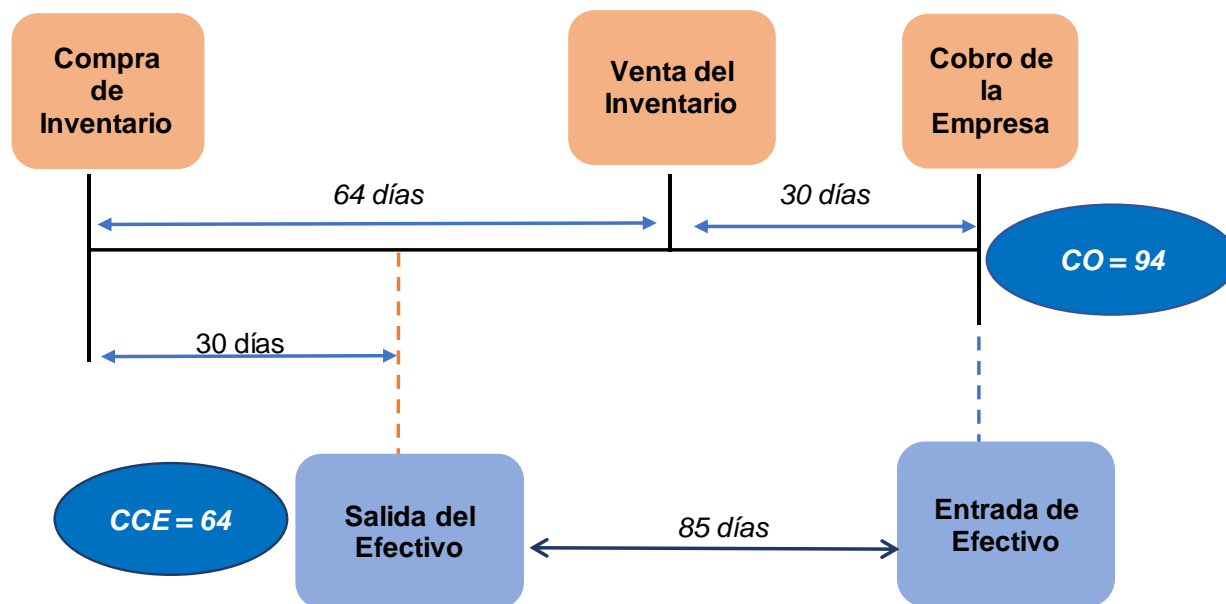 Compra
de
Inventario
Venta del
Inventario
Cobro de
la
Empresa
64 días
30 días
CO = 94
30 días
CCE = 64
Salida del
Efectivo
85 días
Entrada de
Efectivo